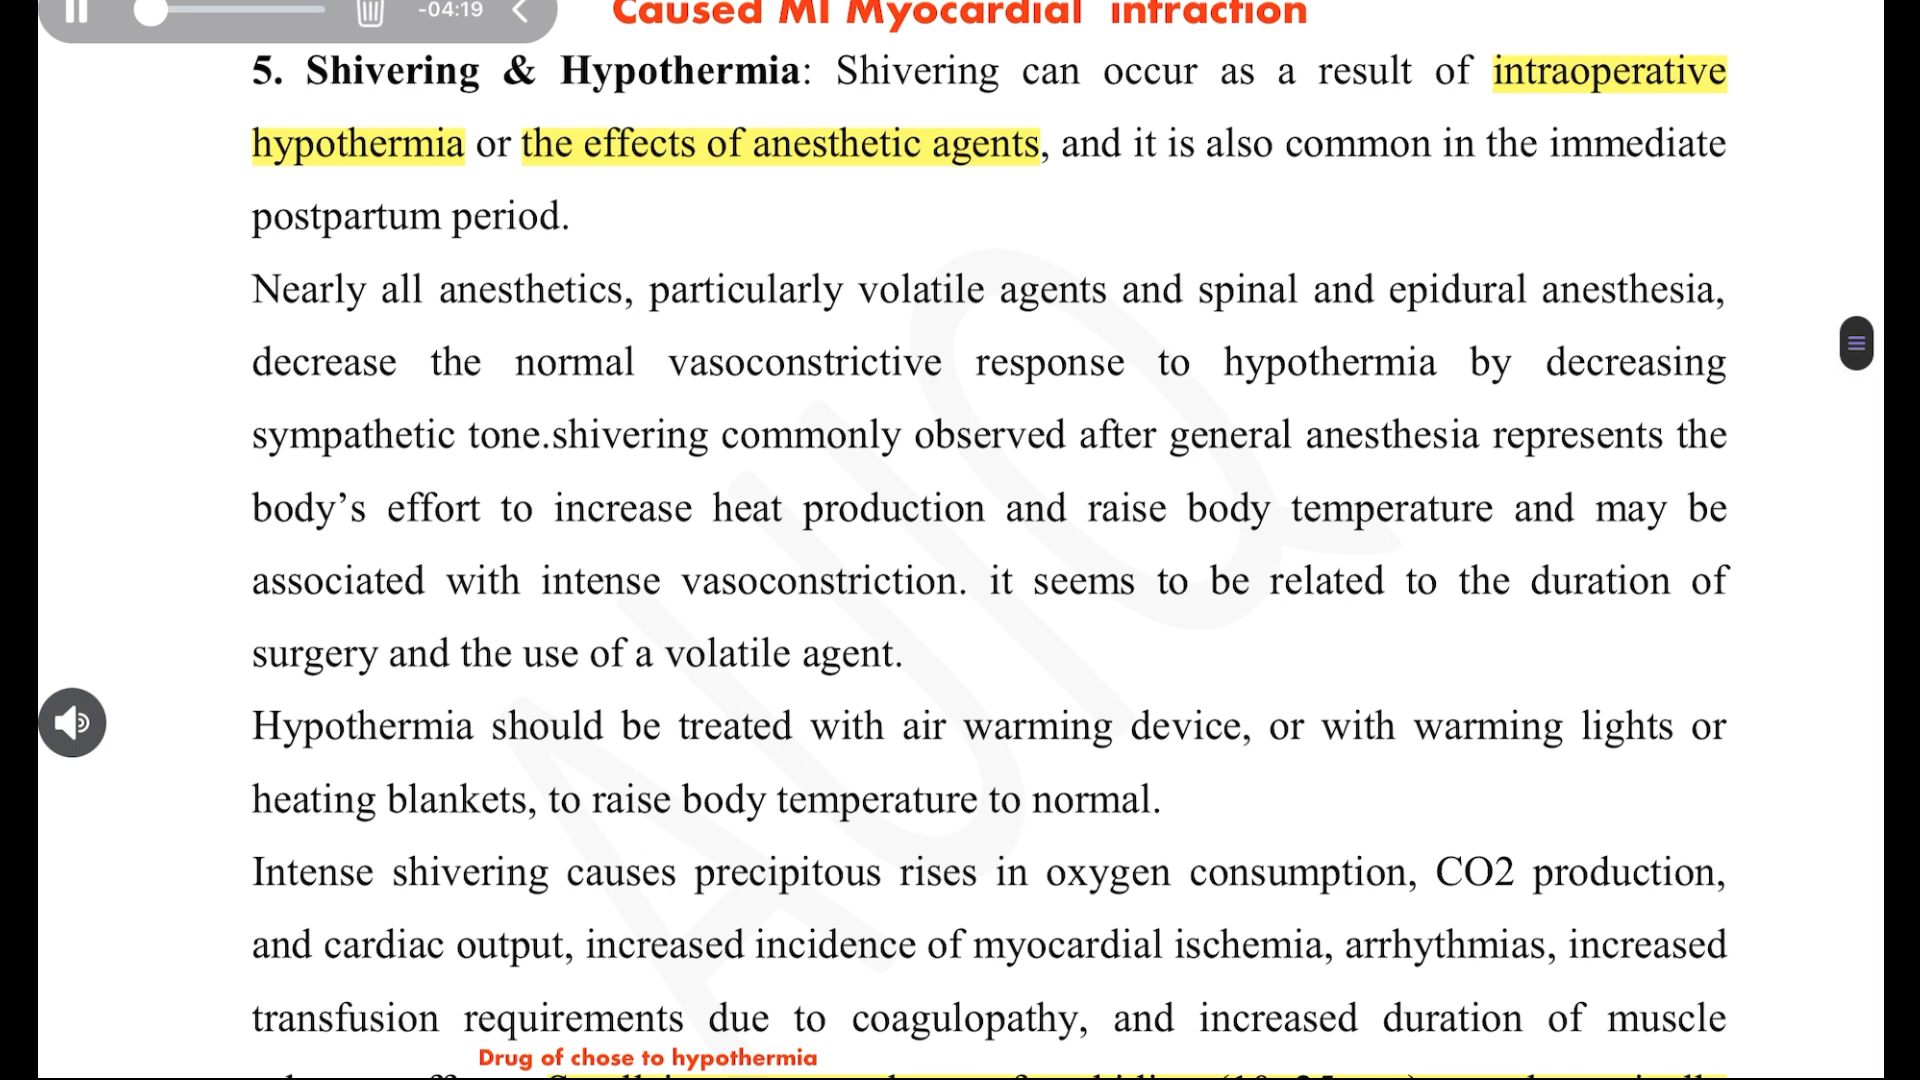 -04:19
Caused MI Myocardial infraction
5. Shivering & Hypothermia: Shivering can occur as a result of intraoperative
hypothermia or the effects of anesthetic agents, and it is also common in the immediate
postpartum period.
Nearly all anesthetics, particularly volatile agents and spinal and epidural anesthesia,
decrease the normal vasoconstrictive response to hypothermia by decreasing
sympathetic tone.shivering commonly observed after general anesthesia represents the
body’s effort to increase heat production and raise body temperature and may be
associated with intense vasoconstriction. it seems to be related to the duration of
surgery and the use of a volatile agent.
Hypothermia should be treated with air warming device, or with warming lights or
heating blankets, to raise body temperature to normal.
Intense shivering causes precipitous rises in oxygen consumption, CO2 production,
and cardiac output, increased incidence of myocardial ischemia, arrhythmias, increased
transfusion requirements due to coagulopathy, and increased duration of muscle
Drug of chose to hypothermia
AUIQ